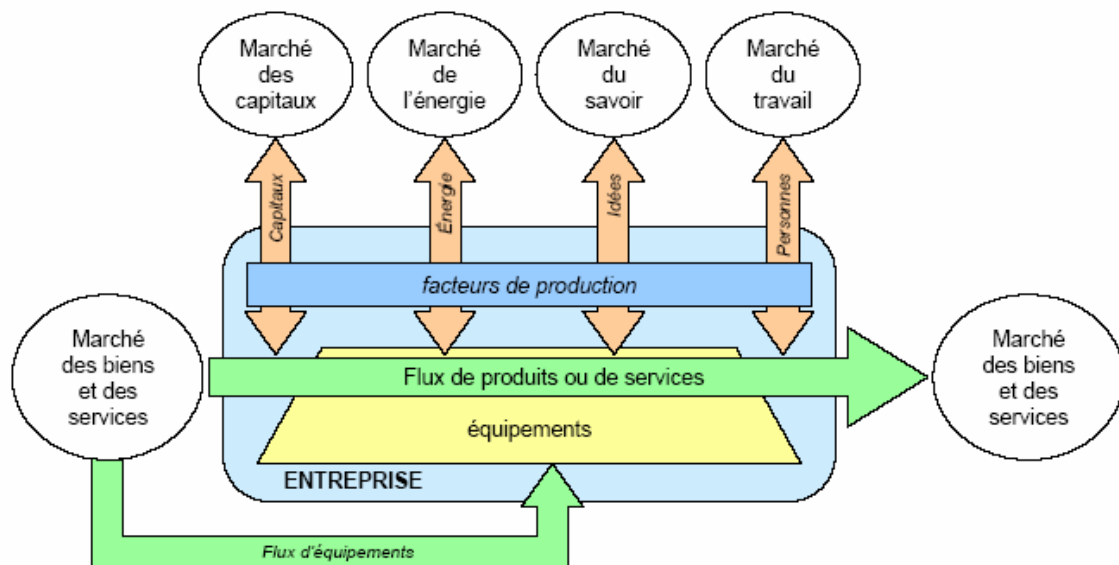 Marché
des
capitaux
Marché
de
l'énergie
Marché
du
savoir
Marché
du
travail
Capitaux
Énergie
Idées
Personnes
facteurs de production
Marché
des biens
et des
services
Flux de produits ou de services
Marché
des biens
et des
services
équipements
ENTREPRISE
Flux d'équipements